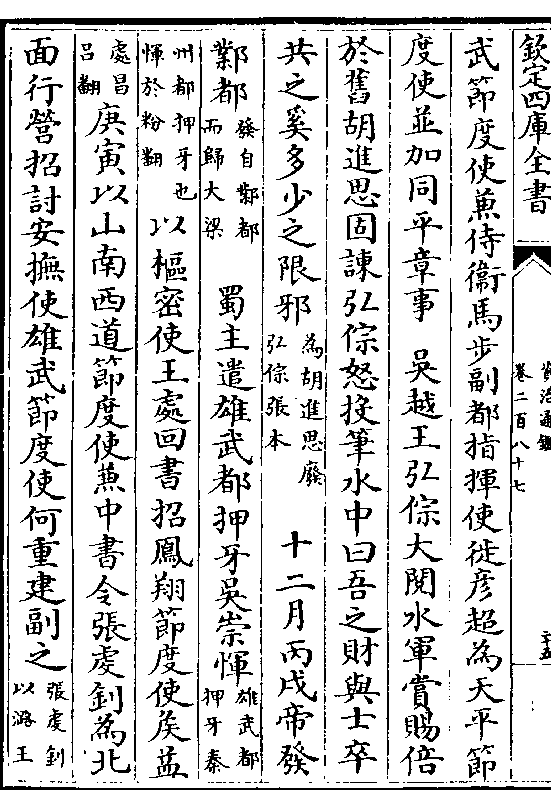 欽定四庫全書
資治通鑑
卷二百八十七
武節度使兼侍衞馬步副都指揮使徙彦超為天平節
度使並加同平章事　吳越王弘倧大閱水軍賞賜倍
於舊胡進思固諫弘倧怒投筆水中曰吾之財與士卒
共之奚多少之限邪為胡進思廢弘倧張本　十二月丙戌帝發
鄴都發自鄴都而歸大梁　蜀主遣雄武都押牙吳崇惲雄武都押牙秦
州都押牙也惲於粉翻以樞密使王處回書招鳳翔節度使矦益
處昌吕翻庚寅以山南西道節度使兼中書令張虔釗為北
面行營招討安撫使雄武節度使何重建副之張虔釗以潞王